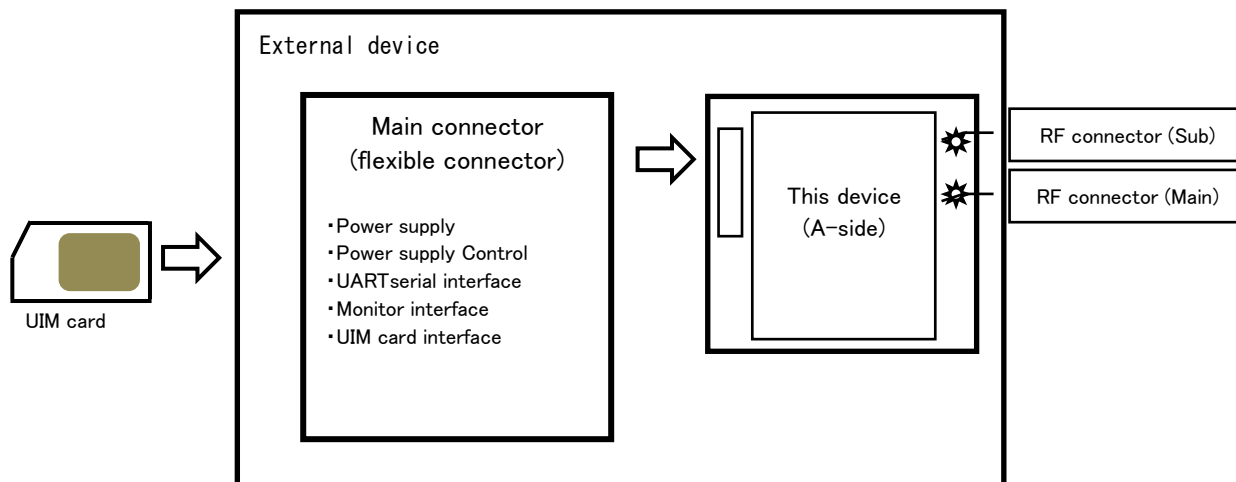 External device
Main connector
(flexible connector)
・Power supply
・Power supply Control
・UARTserial interface
・Monitor interface
・UIM card interface
This device
(A-side)
RF connector (Sub)
RF connector (Main)
UIM card